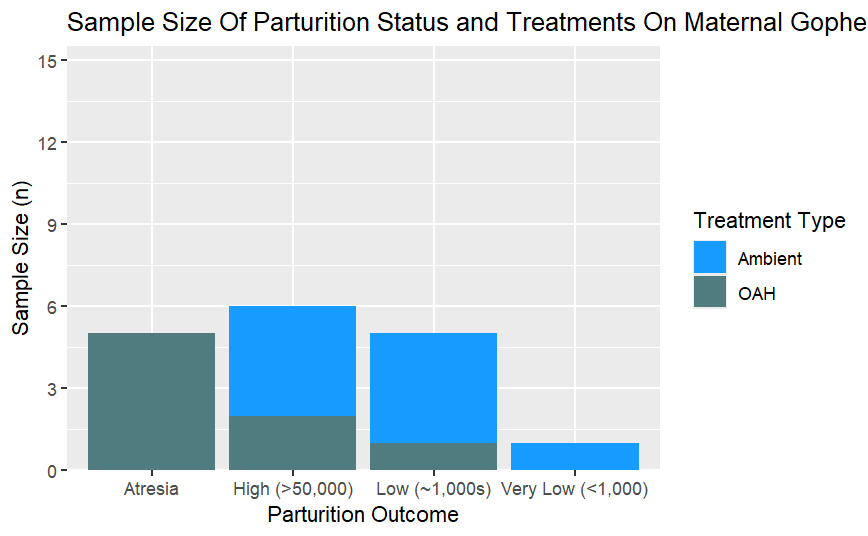 Sample Size Of Parturition Status and Treatments On Maternal Gophe
15
12
9
6
3
0
Sample Size (n)
Atresia
High (>50,000)
Low (~1,000s)
Very Low (<1,000)
Parturition Outcome
Treatment Type
Ambient
OAH